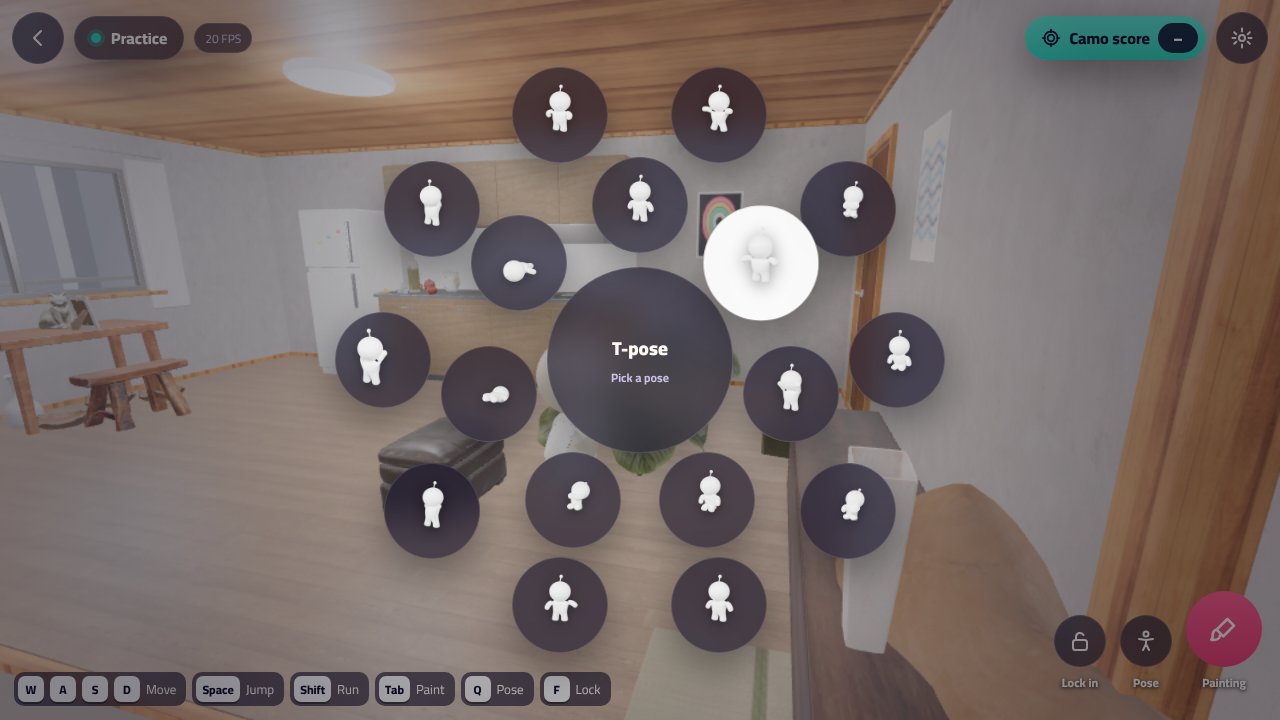 Practice
20 FPS
Camo score
–
T-pose
Pick a pose
W A S D Move
Space Jump
Shift Run
Tab Paint
Q Pose
F Lock
Lock in
Pose
Painting